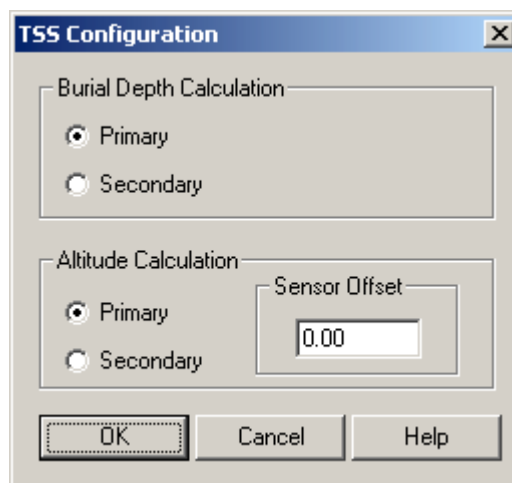 TSS Configuration
Burial Depth Calculation
Primary
Secondary
Altitude Calculation
Sensor Offset
Primary
0.00
Secondary
OK Cancel Help